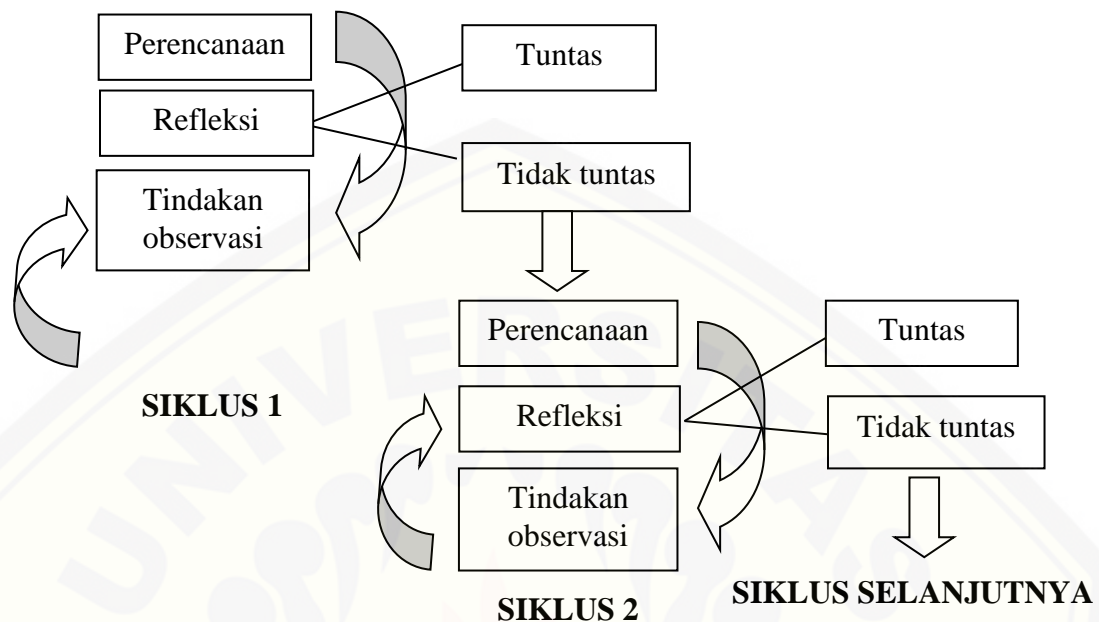 Perencanaan
Tuntas
Refleksi
Tidak tuntas
Tindakan
observasi
SIKLUS 1
Perencanaan
Tuntas
Refleksi
Tidak tuntas
Tindakan
observasi
SIKLUS 2
SIKLUS SELANJUTNYA
UNIVERSITAS